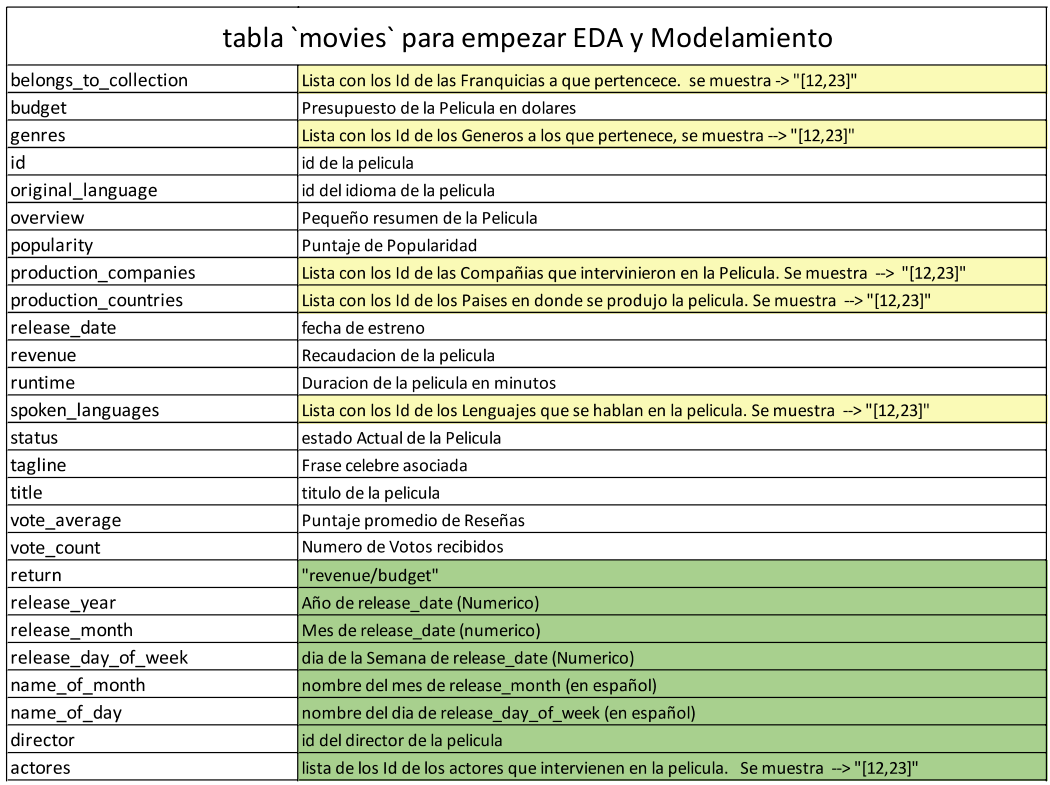 tabla `movies` para empezar EDA y Modelamiento
belongs_to_collection Lista con los Id de las Franquicias a que pertencece. se muestra -> "[12,23]"
budget Presupuesto de la Pelicula en dolares
genres Lista con los Id de los Generos a los que pertenece, se muestra --> "[12,23]"
id id de la pelicula
original_language id del idioma de la pelicula
overview Pequeño resumen de la Pelicula
popularity Puntaje de Popularidad
production_companies Lista con los Id de las Compañias que intervinieron en la Pelicula. Se muestra --> "[12,23]"
production_countries Lista con los Id de los Paises en donde se produjo la pelicula. Se muestra --> "[12,23]"
release_date fecha de estreno
revenue Recaudacion de la pelicula
runtime Duracion de la pelicula en minutos
spoken_languages Lista con los Id de los Lenguajes que se hablan en la pelicula. Se muestra --> "[12,23]"
status estado Actual de la Pelicula
tagline Frase celebre asociada
title titulo de la pelicula
vote_average Puntaje promedio de Reseñas
vote_count Numero de Votos recibidos
return "revenue/budget"
release_year Año de release_date (Numerico)
release_month Mes de release_date (numerico)
release_day_of_week dia de la Semana de release_date (Numerico)
name_of_month nombre del mes de release_month (en español)
name_of_day nombre del dia de release_day_of_week (en español)
director id del director de la pelicula
actores lista de los Id de los actores que intervienen en la pelicula. Se muestra --> "[12,23]"